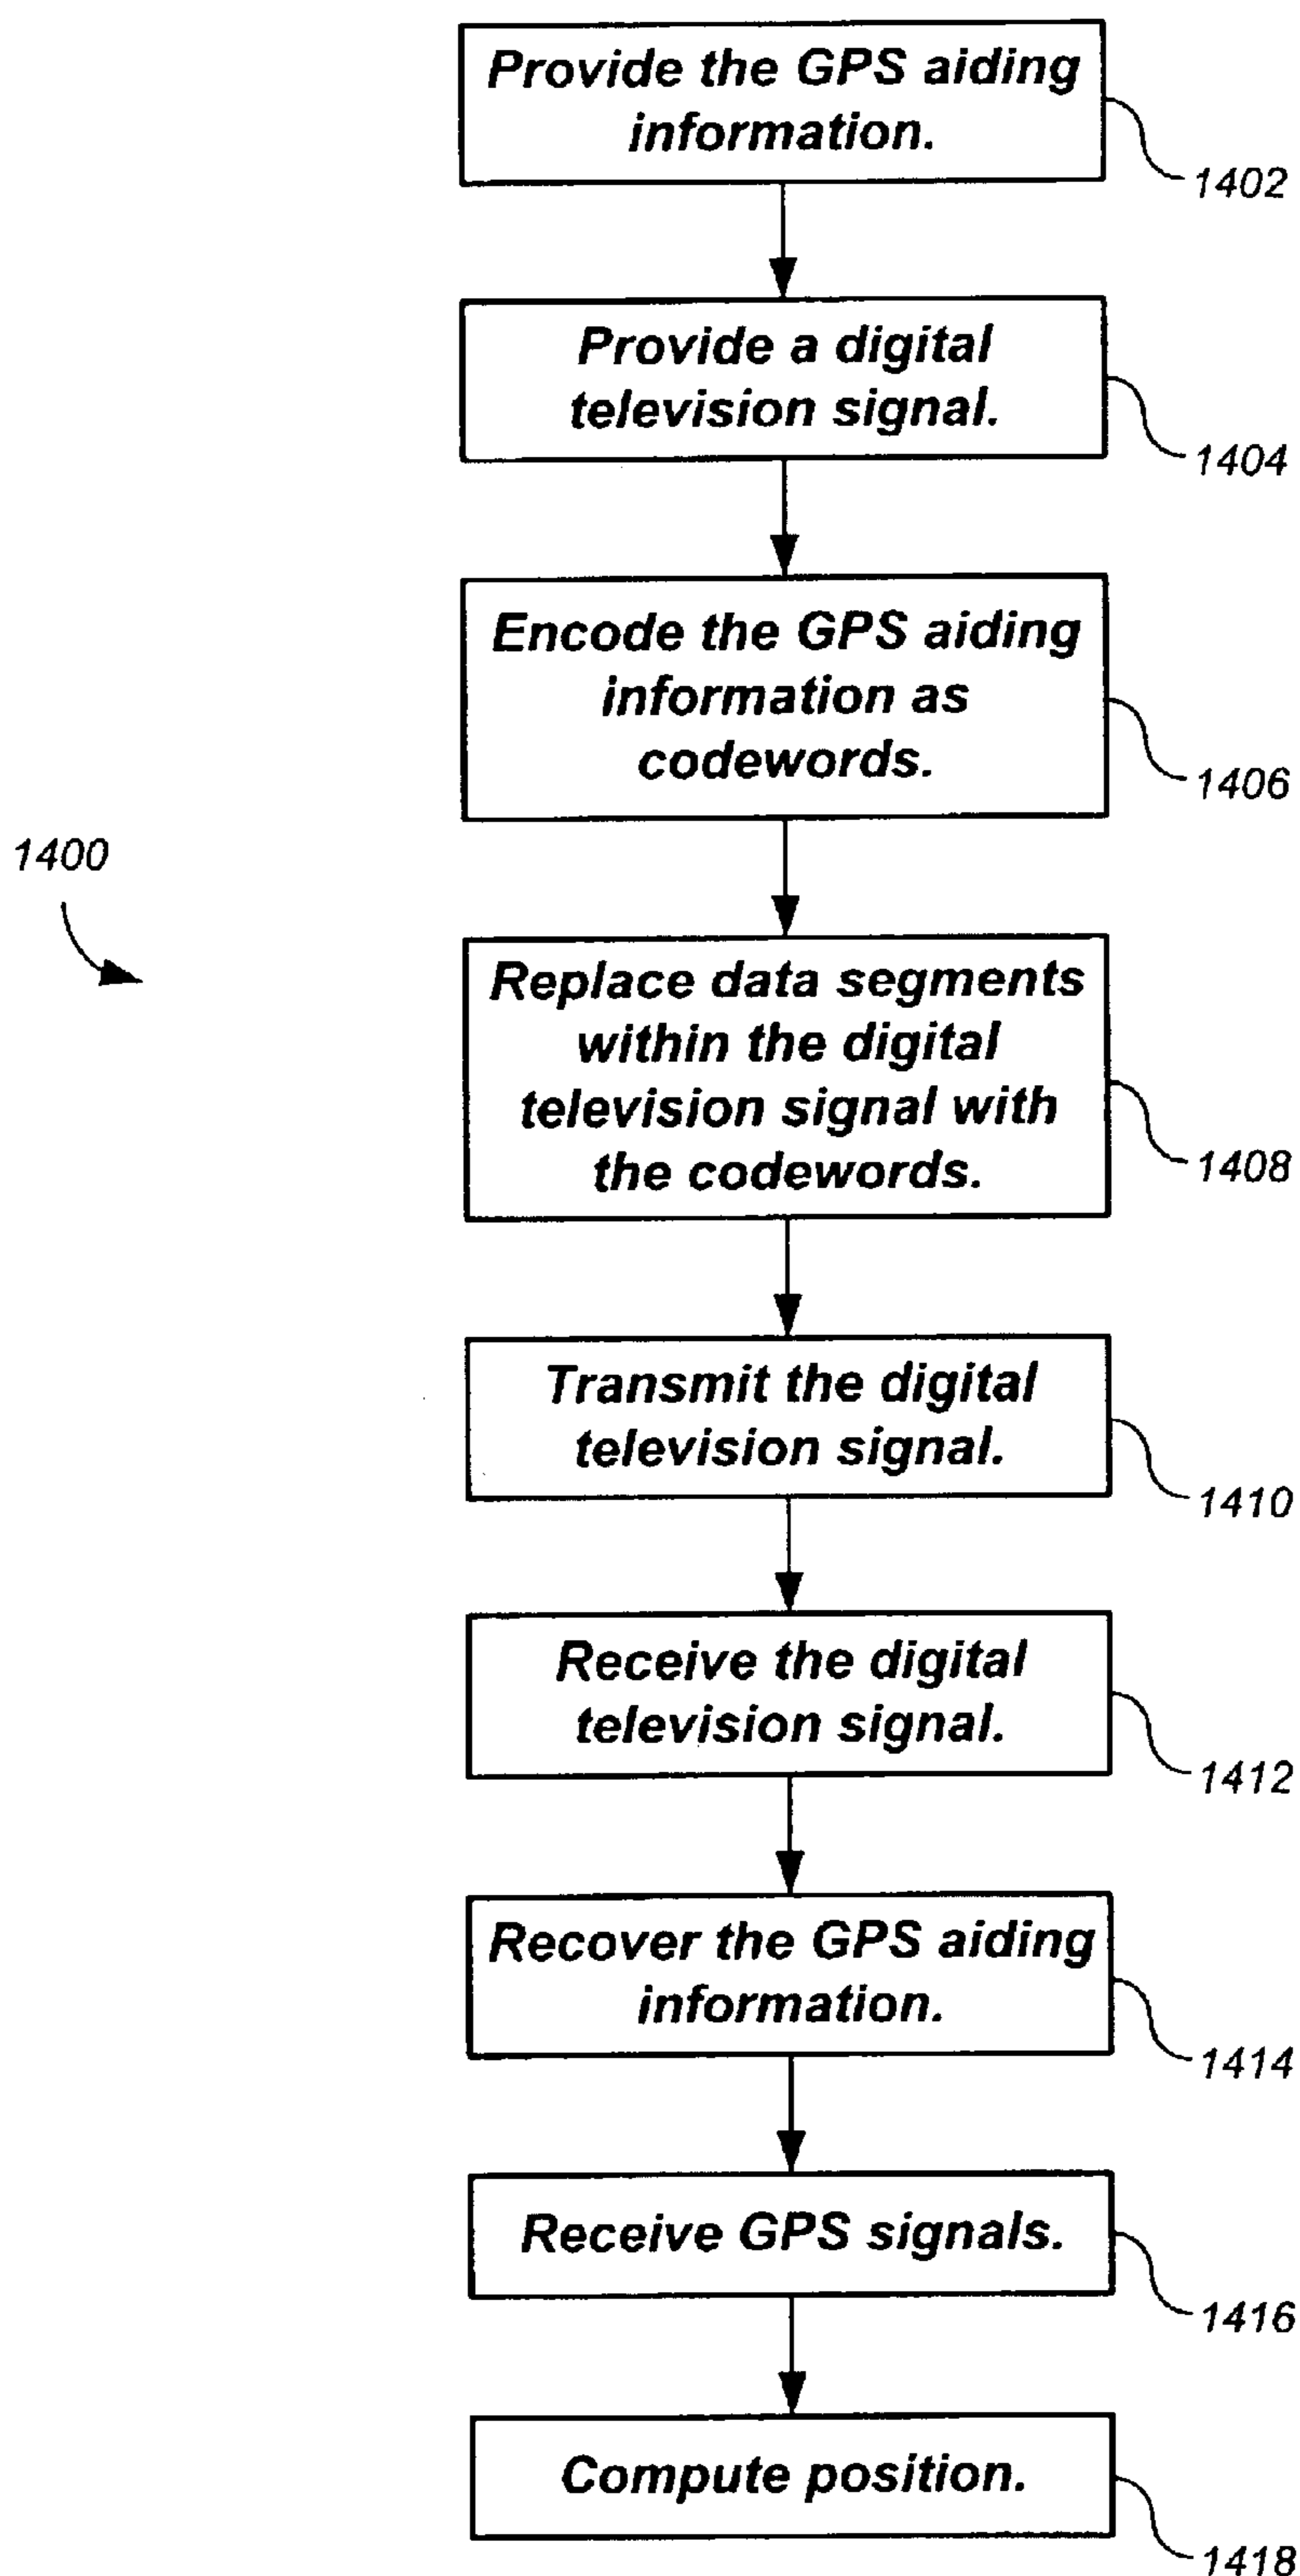 Provide the GPS aiding
information.
1402
Provide a digital
television signal.
1404
Encode the GPS aiding
information as
codewords.
1406
1400
Replace data segments
within the digital
television signal with
the codewords.
1408
Transmit the digital
television signal.
1410
Receive the digital
television signal.
1412
Recover the GPS aiding
information.
1414
Receive GPS signals.
1416
Compute position.
1418